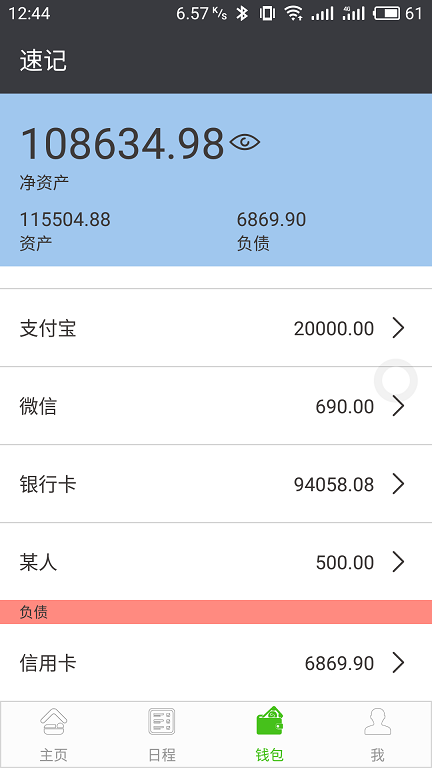 12:44 6.57 K/s 4G 61
速记
108634.98
净资产
115504.88 6869.90
资产 负债
支付宝 20000.00
微信 690.00
银行卡 94058.08
某人 500.00
负债
信用卡 6869.90
主页 日程 钱包 我